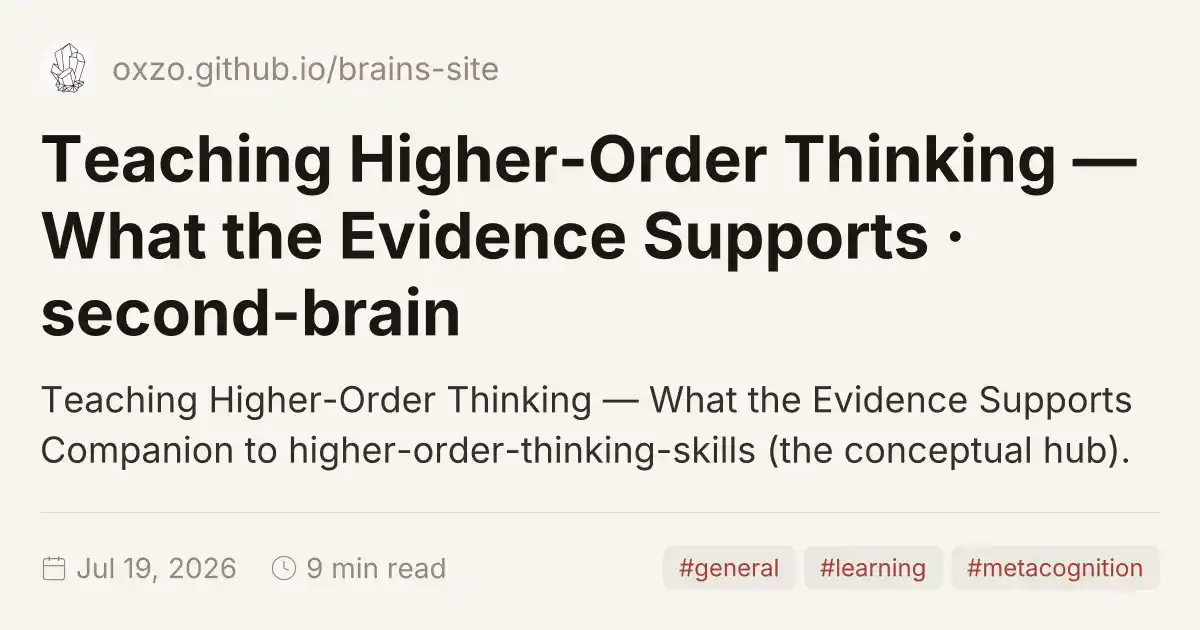 oxzo.github.io/brains-site
Teaching Higher-Order Thinking —
What the Evidence Supports ·
second-brain
Teaching Higher-Order Thinking — What the Evidence Supports
Companion to higher-order-thinking-skills (the conceptual hub).
Jul 19, 2026 9 min read #general #learning #metacognition